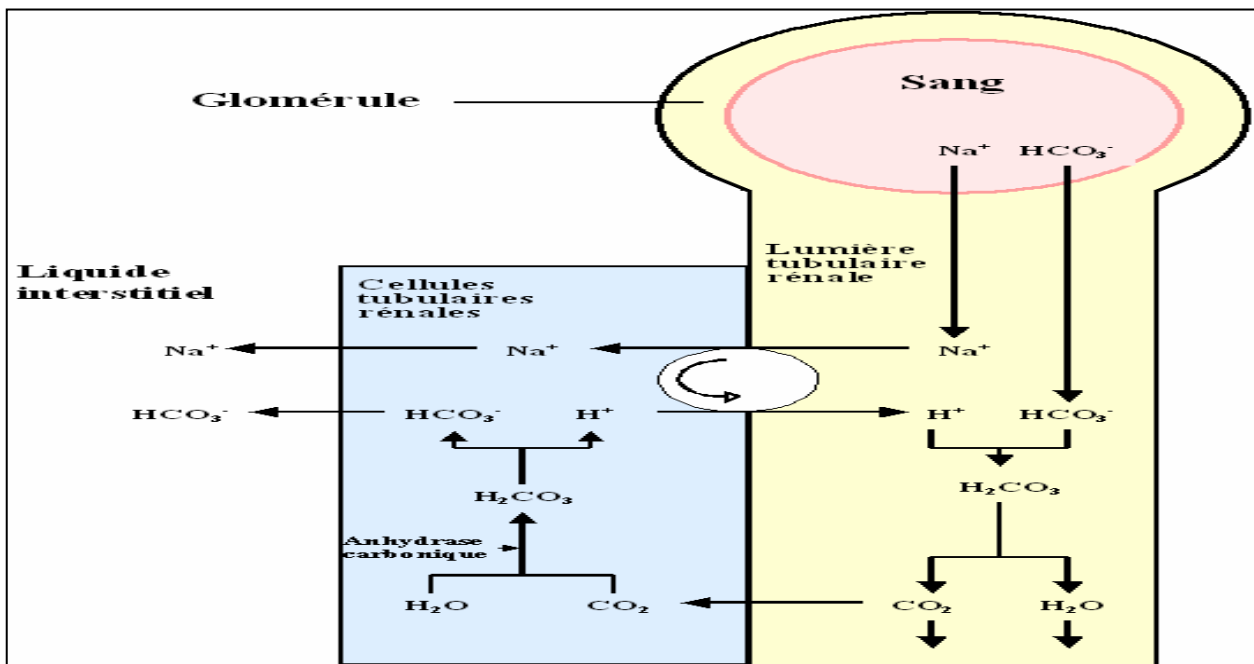 Sang
Glomérule
Na⁺ HCO₃⁻
Lumière
tubulaire
rénale
Liquide
interstitiel
Cellules
tubulaires
rénales
Na⁺ Na⁺ Na⁺
HCO₃⁻ HCO₃⁻ H⁺ H⁺ HCO₃⁻
H₂CO₃ H₂CO₃
Anhydrase
carbonique
H₂O CO₂ CO₂ H₂O